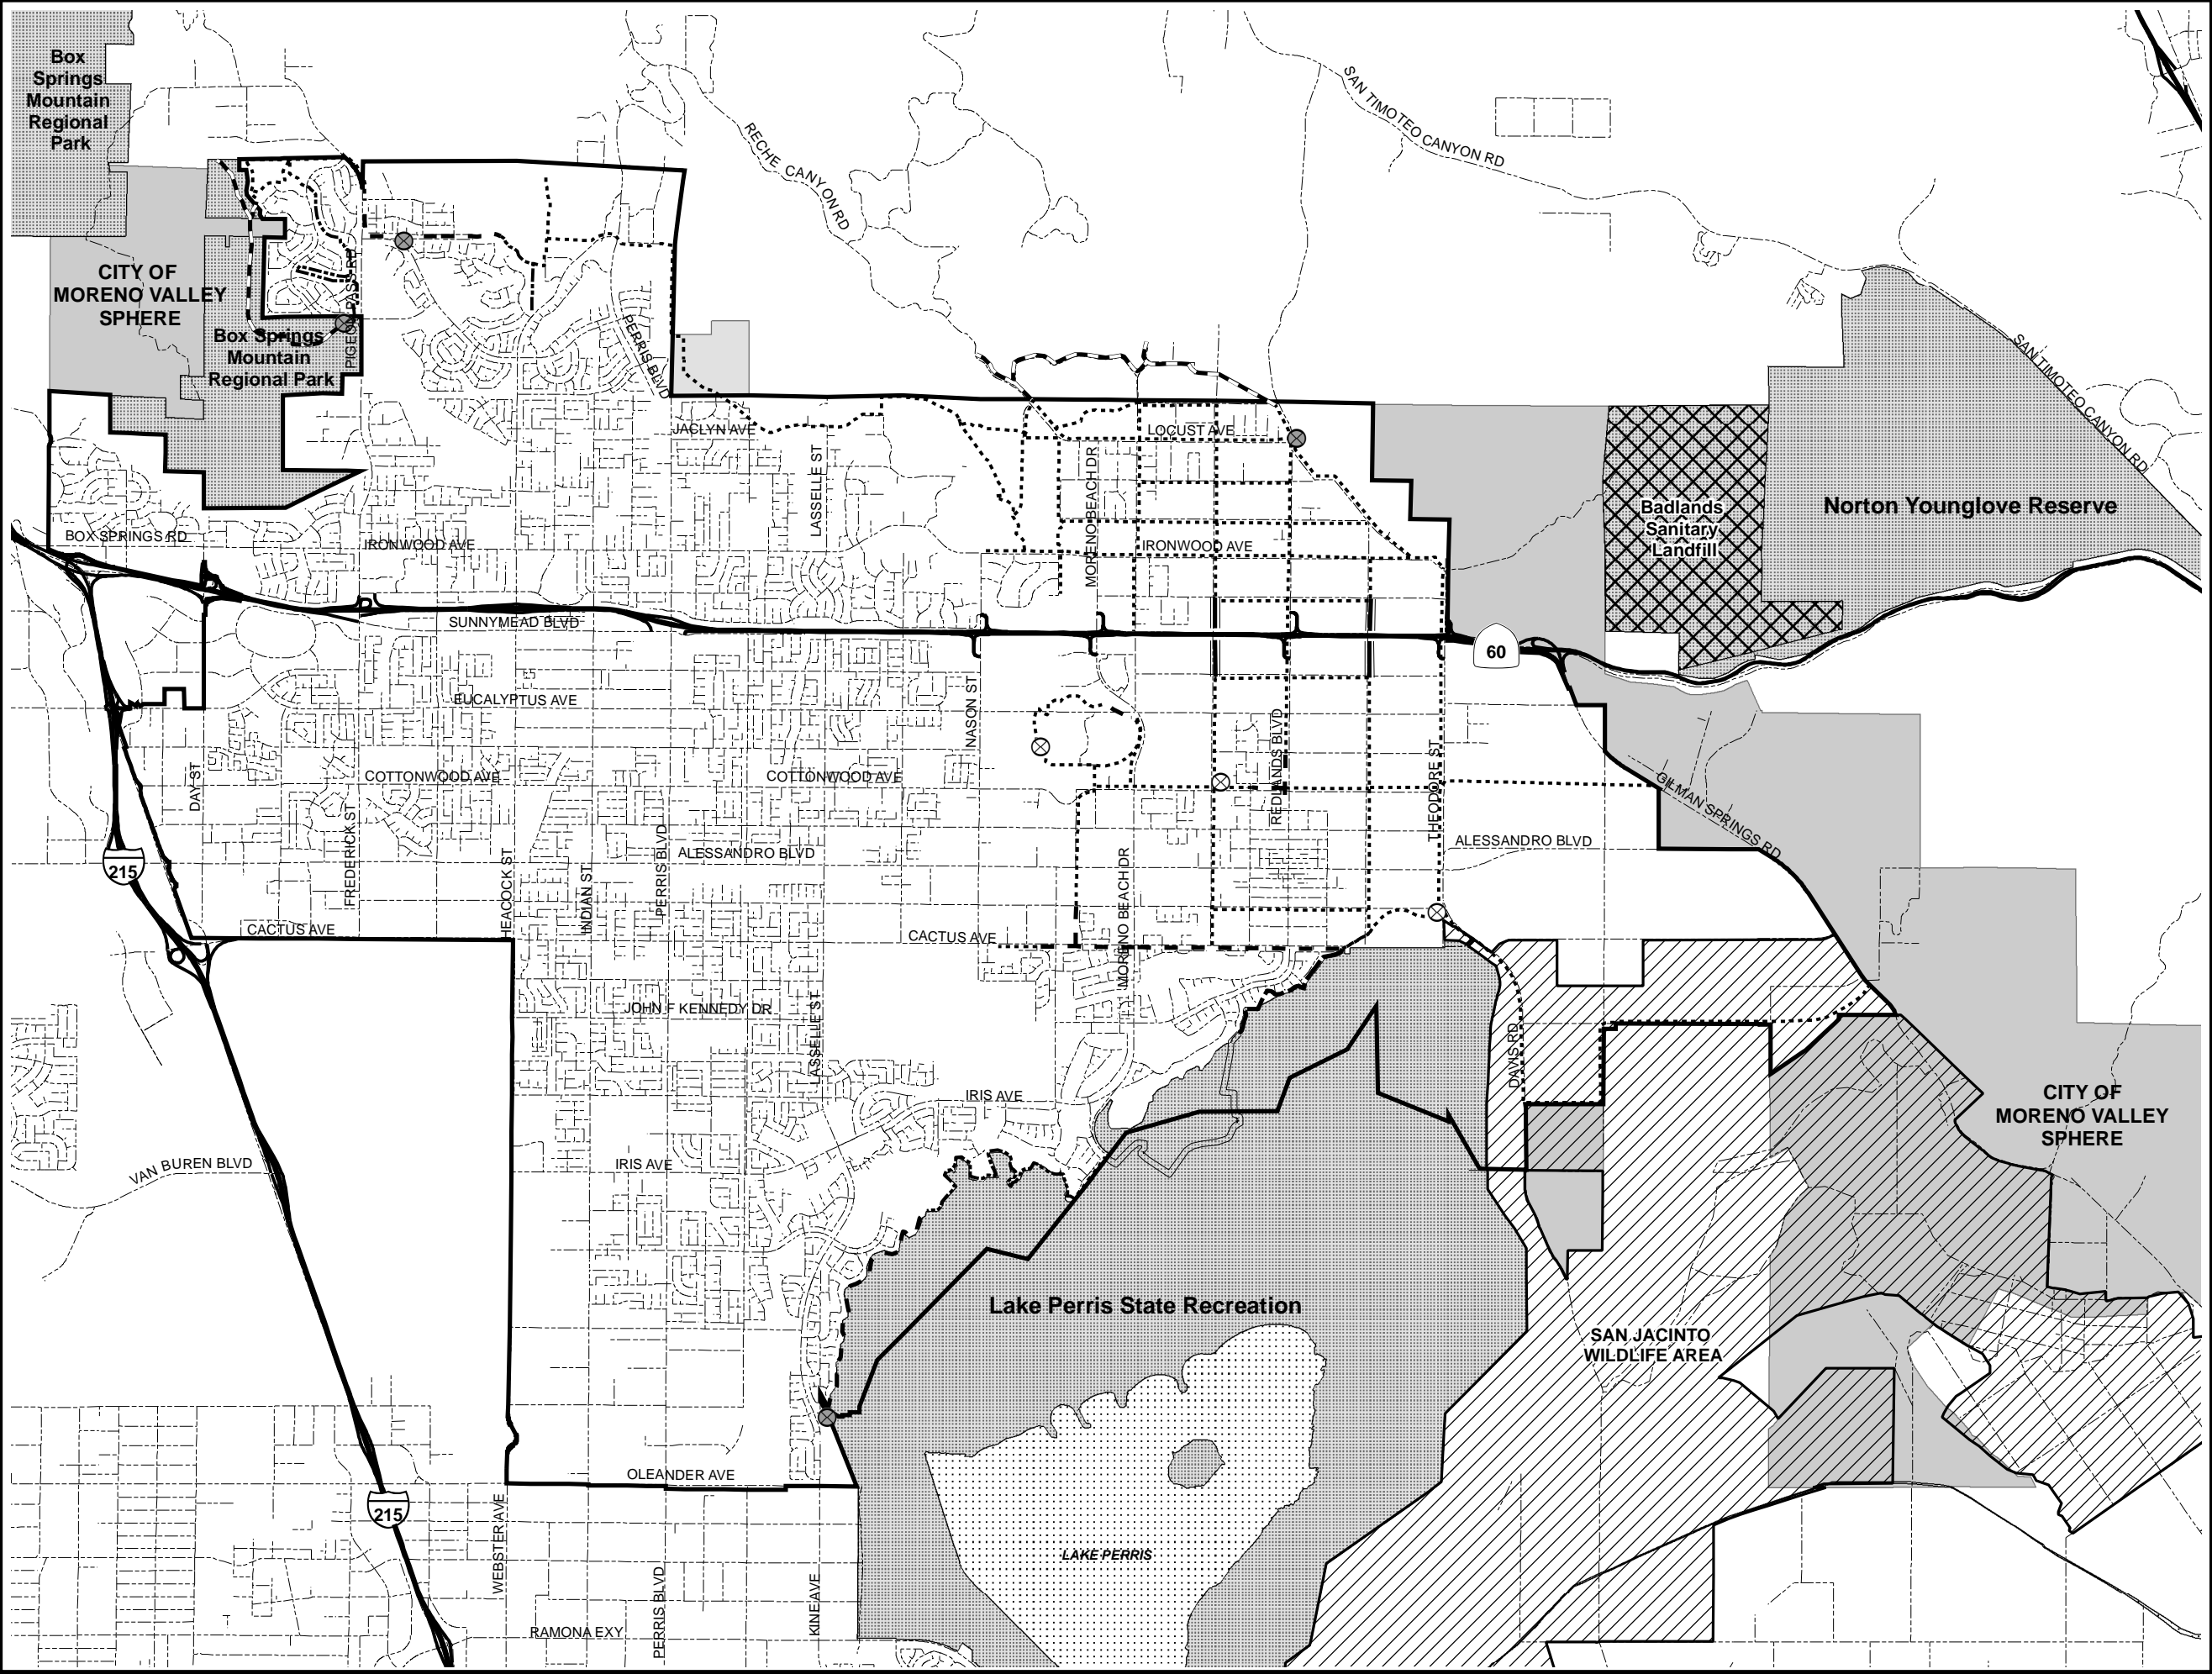 Box
Springs
Mountain
Regional
Park
SAN TIMOTEO CANYON RD
RECHE CANYON RD
CITY OF
MORENO VALLEY
SPHERE
PIGEON PASS RD
Box Springs
Mountain
Regional Park
PERRIS BLVD
SAN TIMOTEO CANYON RD
JACLYN AVE
LOCUST AVE
LASSELLE ST
MORENO BEACH DR
Badlands
Sanitary
Landfill
Norton Younglove Reserve
BOX SPRINGS RD
IRONWOOD AVE
IRONWOOD AVE
SUNNYMEAD BLVD
60
EUCALYPTUS AVE
NASON ST
REDLANDS BLVD
THEODORE ST
DAY ST
COTTONWOOD AVE
COTTONWOOD AVE
GILMAN SPRINGS RD
FREDERICK ST
HEACOCK ST
INDIAN ST
PERRIS BLVD
ALESSANDRO BLVD
ALESSANDRO BLVD
215
MORENO BEACH DR
CACTUS AVE
CACTUS AVE
JOHN F KENNEDY DR
LASSELLE ST
DAVIS RD
IRIS AVE
CITY OF
MORENO VALLEY
SPHERE
VAN BUREN BLVD
IRIS AVE
Lake Perris State Recreation
SAN JACINTO
WILDLIFE AREA
OLEANDER AVE
215
WEBSTER AVE
PERRIS BLVD
KINE AVE
LAKE PERRIS
RAMONA EXY